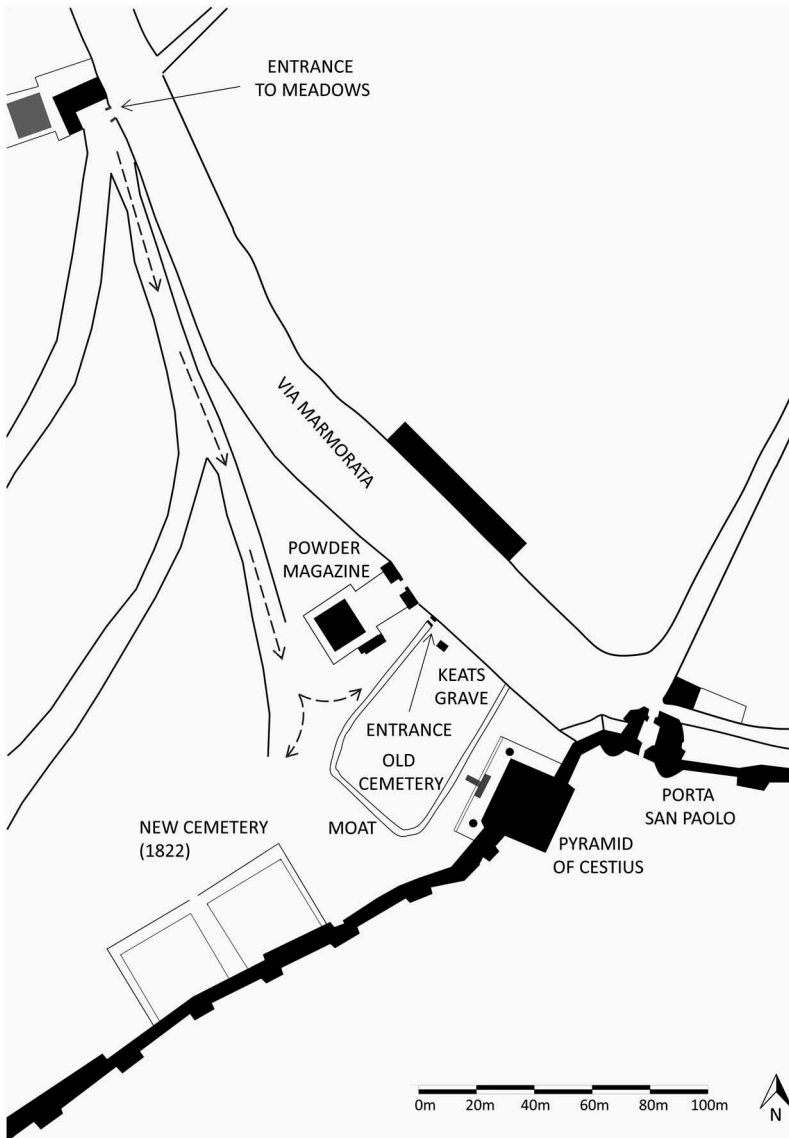 ENTRANCE
TO MEADOWS
VIA MARMORATA
POWDER
MAGAZINE
KEATS
GRAVE
ENTRANCE
OLD
CEMETERY
MOAT
NEW CEMETERY
(1822)
PORTA
SAN PAOLO
PYRAMID
OF CESTIUS
0m 20m 40m 60m 80m 100m
N